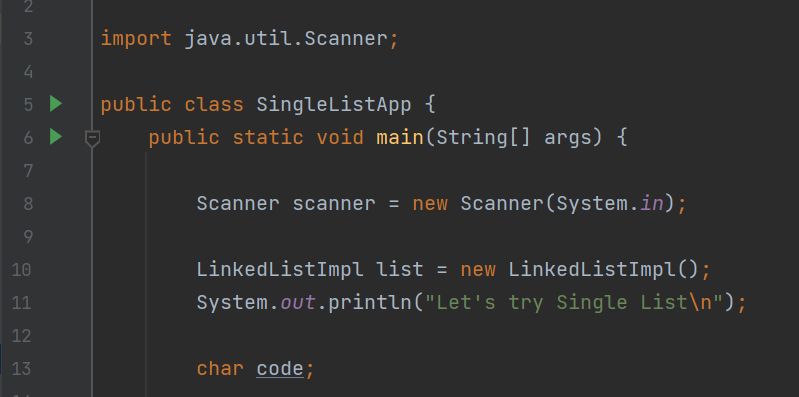 2
3 import java.util.Scanner;
4
5 public class SingleListApp {
6 public static void main(String[] args) {
7
8 Scanner scanner = new Scanner(System.in);
9
10 LinkedListImpl list = new LinkedListImpl();
11 System.out.println("Let's try Single List\n");
12
13 char code;